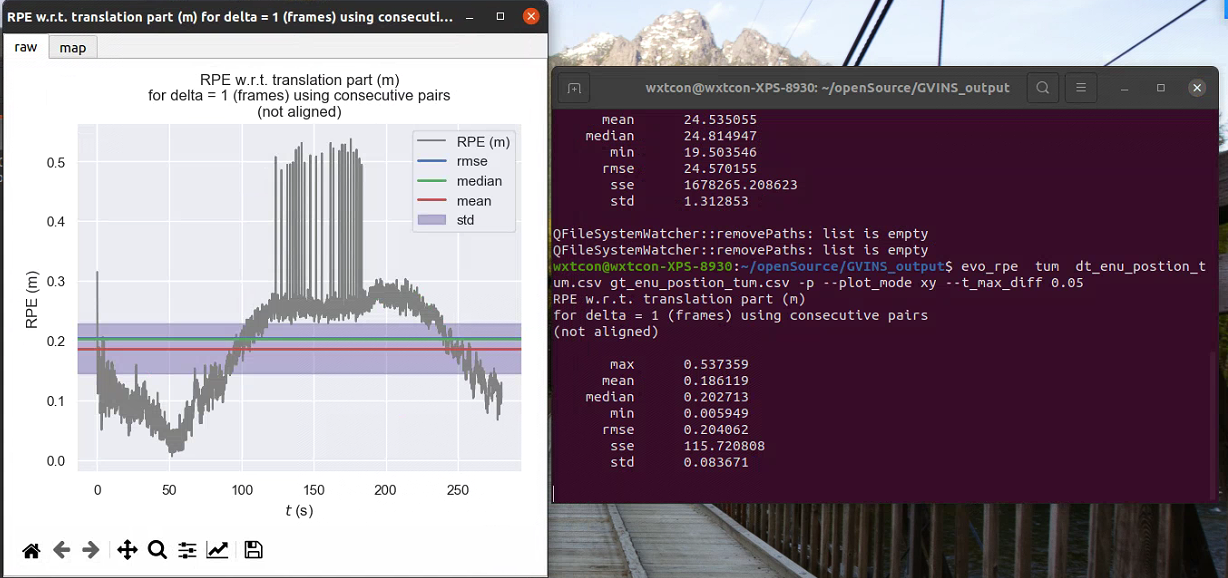 RPE w.r.t. translation part (m) for delta = 1 (frames) using consecuti...
raw map
RPE w.r.t. translation part (m)
for delta = 1 (frames) using consecutive pairs
(not aligned)
RPE (m)
rmse
median
mean
std
0.5
0.4
0.3
0.2
0.1
0.0
RPE (m)
0 50 100 150 200 250
t (s)
wxtcon@wxtcon-XPS-8930: ~/openSource/GVINS_output
mean 24.535055
median 24.814947
min 19.503546
rmse 24.570155
sse 1678265.208623
std 1.312853
QFileSystemWatcher::removePaths: list is empty
QFileSystemWatcher::removePaths: list is empty
wxtcon@wxtcon-XPS-8930:~/openSource/GVINS_output$ evo_rpe tum dt_enu_postion_t
um.csv gt_enu_postion_tum.csv -p --plot_mode xy --t_max_diff 0.05
RPE w.r.t. translation part (m)
for delta = 1 (frames) using consecutive pairs
(not aligned)
max 0.537359
mean 0.186119
median 0.202713
min 0.005949
rmse 0.204062
sse 115.720808
std 0.083671